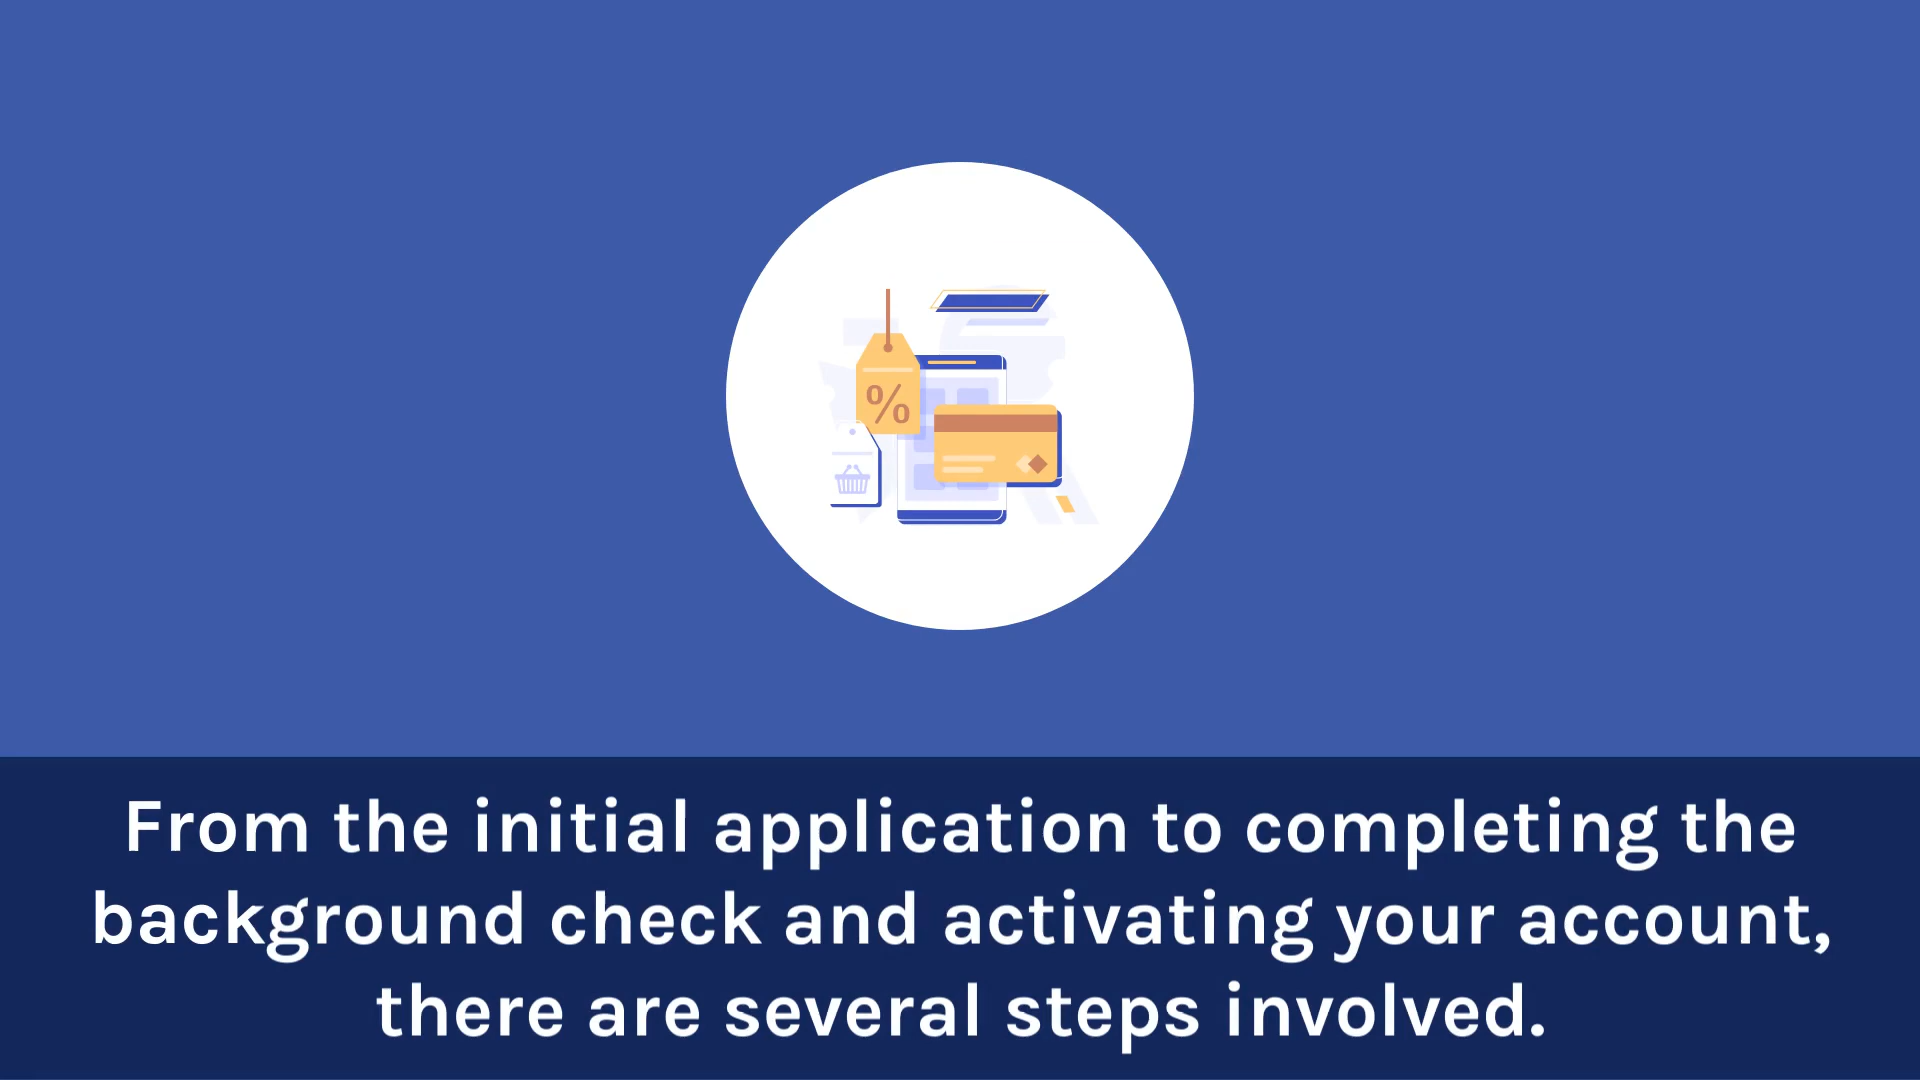 %
From the initial application to completing the
background check and activating your account,
there are several steps involved.